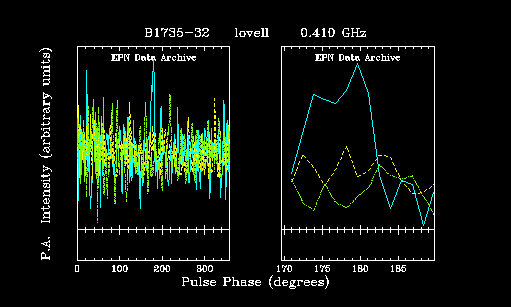 B1735-32 lovell 0.410 GHz
EPN Data Archive EPN Data Archive
P.A. Intensity (arbitrary units)
0 100 200 300 170 175 180 185
Pulse Phase (degrees)